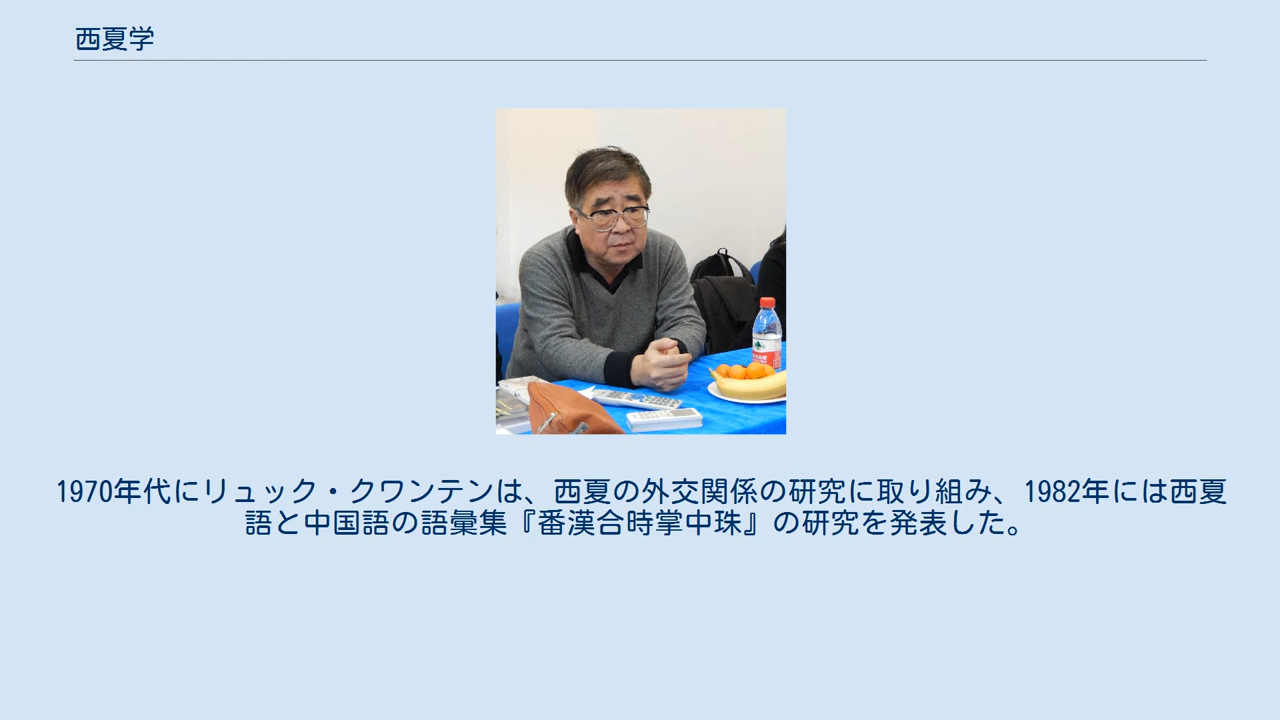 西夏学
1970年代にリュック・クワンテンは、西夏の外交関係の研究に取り組み、1982年には西夏
語と中国語の語彙集『番漢合時掌中珠』の研究を発表した。